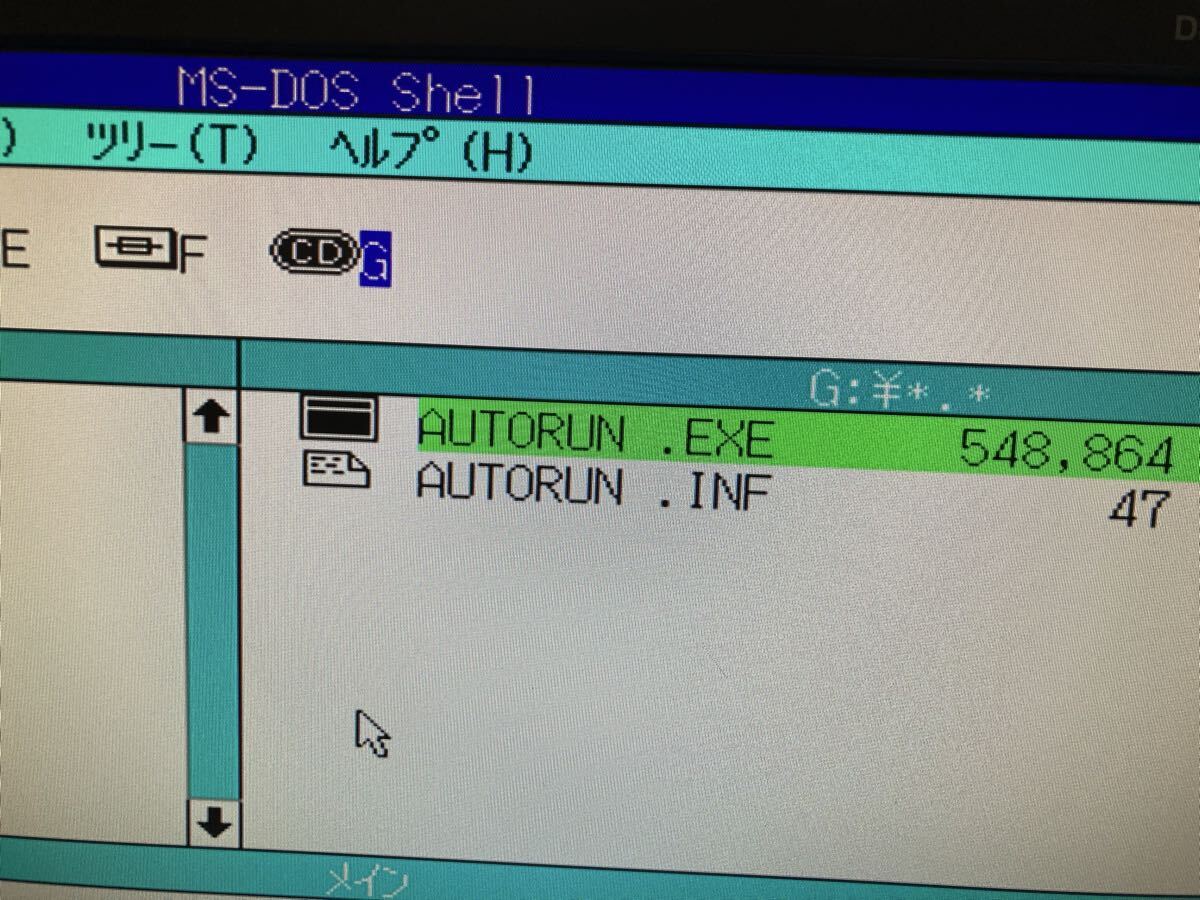 D
MS-DOS Shell
) ﾂﾘｰ(T) ﾍﾙﾌﾟ(H)
E F CD G
G:¥*.*
AUTORUN .EXE 548,864
AUTORUN .INF 47
ﾒｲﾝ